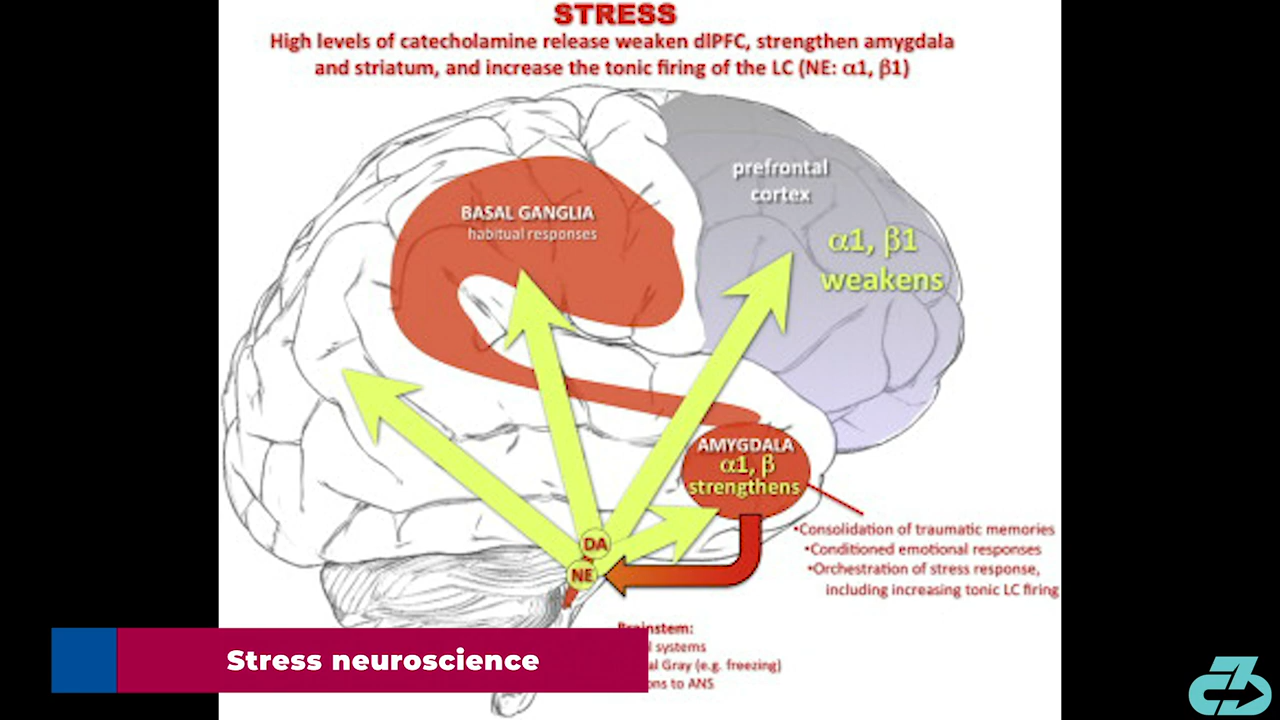 STRESS
High levels of catecholamine release weaken dlPFC, strengthen amygdala
and striatum, and increase the tonic firing of the LC (NE: α1, β1)
prefrontal
cortex
α1, β1
weakens
BASAL GANGLIA
habitual responses
AMYGDALA
α1, β
strengthens
•Consolidation of traumatic memories
•Conditioned emotional responses
•Orchestration of stress response,
including increasing tonic LC firing
DA
NE
systems
Gray (e.g. freezing)
to ANS
Stress neuroscience